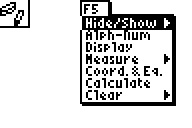 F5
Hide/Show
Alph-Num
Display
Measure
Coord. & Eq.
Calculate
Clear